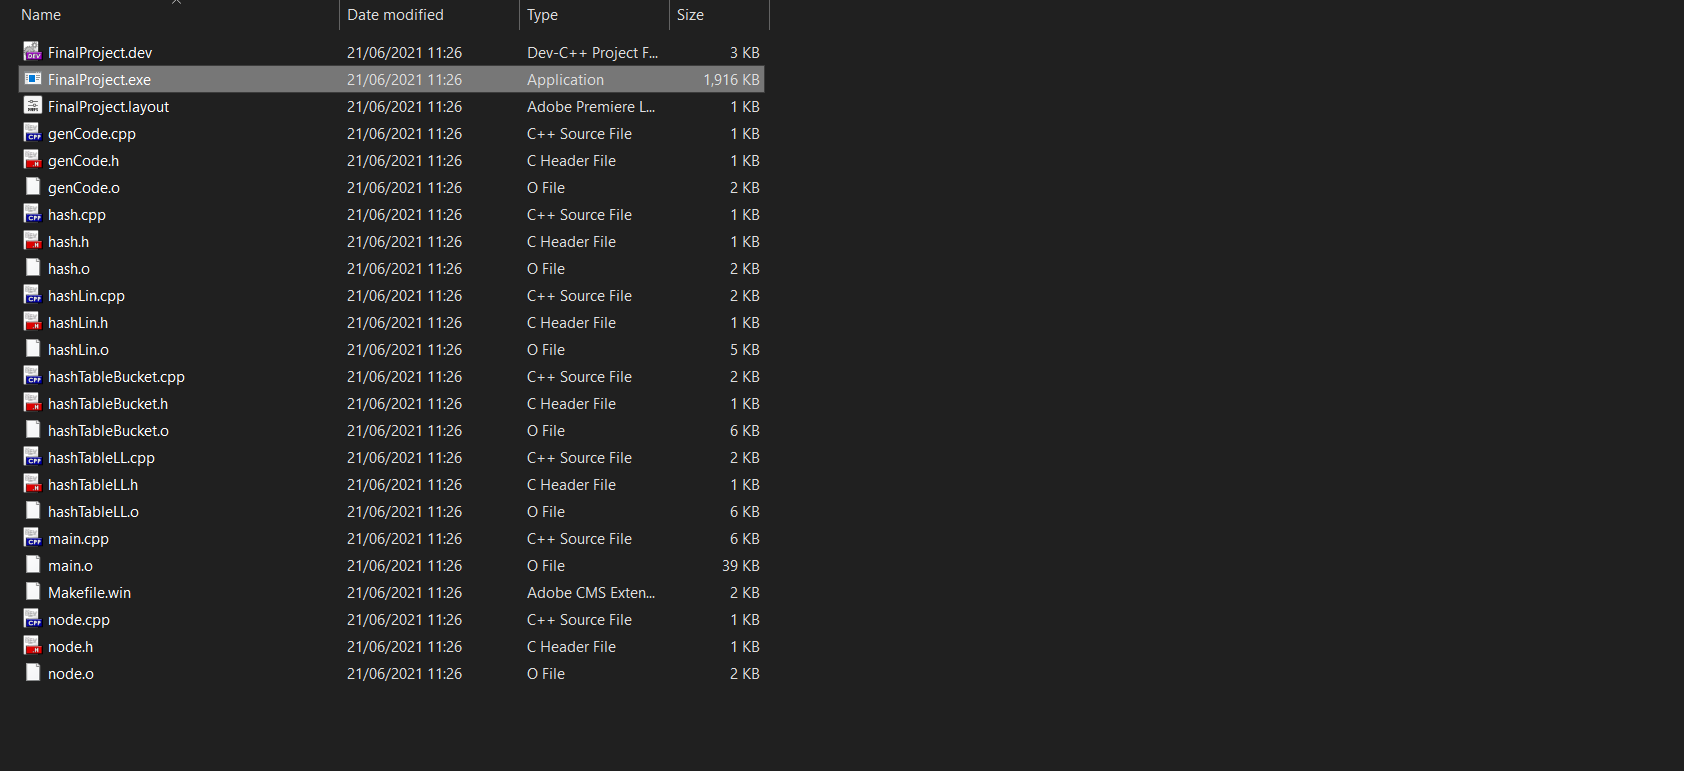 Name Date modified Type Size
FinalProject.dev 21/06/2021 11:26 Dev-C++ Project F... 3 KB
FinalProject.exe 21/06/2021 11:26 Application 1,916 KB
FinalProject.layout 21/06/2021 11:26 Adobe Premiere L... 1 KB
genCode.cpp 21/06/2021 11:26 C++ Source File 1 KB
genCode.h 21/06/2021 11:26 C Header File 1 KB
genCode.o 21/06/2021 11:26 O File 2 KB
hash.cpp 21/06/2021 11:26 C++ Source File 1 KB
hash.h 21/06/2021 11:26 C Header File 1 KB
hash.o 21/06/2021 11:26 O File 2 KB
hashLin.cpp 21/06/2021 11:26 C++ Source File 2 KB
hashLin.h 21/06/2021 11:26 C Header File 1 KB
hashLin.o 21/06/2021 11:26 O File 5 KB
hashTableBucket.cpp 21/06/2021 11:26 C++ Source File 2 KB
hashTableBucket.h 21/06/2021 11:26 C Header File 1 KB
hashTableBucket.o 21/06/2021 11:26 O File 6 KB
hashTableLL.cpp 21/06/2021 11:26 C++ Source File 2 KB
hashTableLL.h 21/06/2021 11:26 C Header File 1 KB
hashTableLL.o 21/06/2021 11:26 O File 6 KB
main.cpp 21/06/2021 11:26 C++ Source File 6 KB
main.o 21/06/2021 11:26 O File 39 KB
Makefile.win 21/06/2021 11:26 Adobe CMS Exten... 2 KB
node.cpp 21/06/2021 11:26 C++ Source File 1 KB
node.h 21/06/2021 11:26 C Header File 1 KB
node.o 21/06/2021 11:26 O File 2 KB